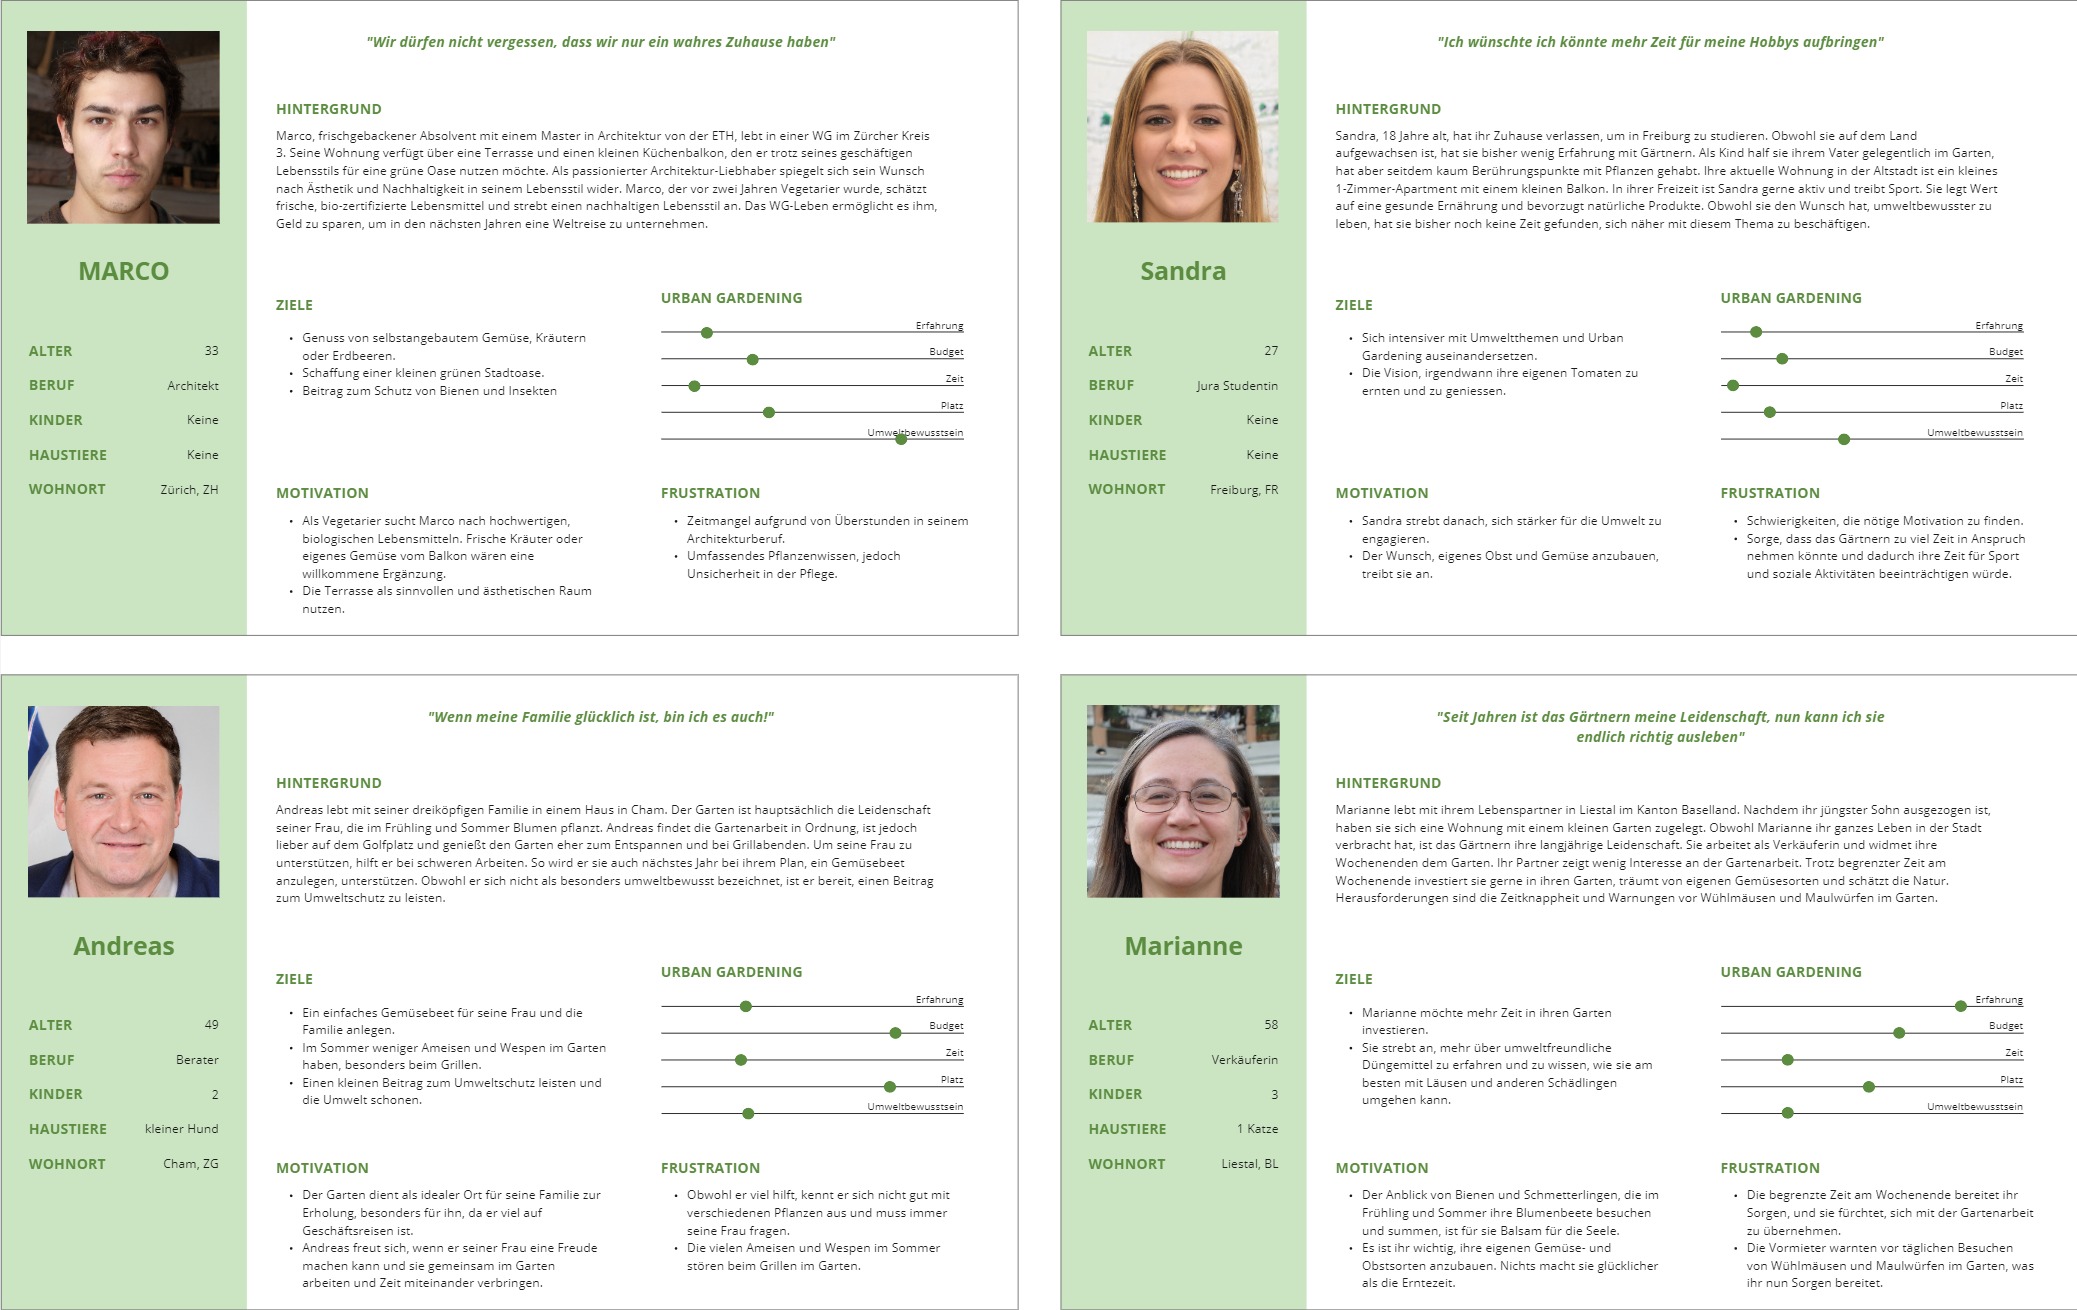 "Wir dürfen nicht vergessen, dass wir nur ein wahres Zuhause haben"
HINTERGRUND
Marco, frischgebackener Absolvent mit einem Master in Architektur von der ETH, lebt in einer WG im Zürcher Kreis
3. Seine Wohnung verfügt über eine Terrasse und einen kleinen Küchenbalkon, den er trotz seines geschäftigen
Lebensstils für eine grüne Oase nutzen möchte. Als passionierter Architektur-Liebhaber spiegelt sich sein Wunsch
nach Ästhetik und Nachhaltigkeit in seinem Lebensstil wider. Marco, der vor zwei Jahren Vegetarier wurde, schätzt
frische, bio-zertifizierte Lebensmittel und strebt einen nachhaltigen Lebensstil an. Das WG-Leben ermöglicht es ihm,
Geld zu sparen, um in den nächsten Jahren eine Weltreise zu unternehmen.
MARCO
ALTER 33
BERUF Architekt
KINDER Keine
HAUSTIERE Keine
WOHNORT Zürich, ZH
ZIELE
• Genuss von selbstangebautem Gemüse, Kräutern
oder Erdbeeren.
• Schaffung einer kleinen grünen Stadtoase.
• Beitrag zum Schutz von Bienen und Insekten
URBAN GARDENING
Erfahrung
Budget
Zeit
Platz
Umweltbewusstsein
MOTIVATION
• Als Vegetarier sucht Marco nach hochwertigen,
biologischen Lebensmitteln. Frische Kräuter oder
eigenes Gemüse vom Balkon wären eine
willkommene Ergänzung.
• Die Terrasse als sinnvollen und ästhetischen Raum
nutzen.
FRUSTRATION
• Zeitmangel aufgrund von Überstunden in seinem
Architekturberuf.
• Umfassendes Pflanzenwissen, jedoch
Unsicherheit in der Pflege.
"Ich wünschte ich könnte mehr Zeit für meine Hobbys aufbringen"
HINTERGRUND
Sandra, 18 Jahre alt, hat ihr Zuhause verlassen, um in Freiburg zu studieren. Obwohl sie auf dem Land
aufgewachsen ist, hat sie bisher wenig Erfahrung mit Gärtnern. Als Kind half sie ihrem Vater gelegentlich im Garten,
hat aber seitdem kaum Berührungspunkte mit Pflanzen gehabt. Ihre aktuelle Wohnung in der Altstadt ist ein kleines
1-Zimmer-Apartment mit einem kleinen Balkon. In ihrer Freizeit ist Sandra gerne aktiv und treibt Sport. Sie legt Wert
auf eine gesunde Ernährung und bevorzugt natürliche Produkte. Obwohl sie den Wunsch hat, umweltbewusster zu
leben, hat sie bisher noch keine Zeit gefunden, sich näher mit diesem Thema zu beschäftigen.
Sandra
ALTER 27
BERUF Jura Studentin
KINDER Keine
HAUSTIERE Keine
WOHNORT Freiburg, FR
ZIELE
• Sich intensiver mit Umwelthemen und Urban
Gardening auseinandersetzen.
• Die Vision, irgendwann ihre eigenen Tomaten zu
ernten und zu geniessen.
URBAN GARDENING
Erfahrung
Budget
Zeit
Platz
Umweltbewusstsein
MOTIVATION
• Sandra strebt danach, sich stärker für die Umwelt zu
engagieren.
• Der Wunsch, eigenes Obst und Gemüse anzubauen,
treibt sie an.
FRUSTRATION
• Schwierigkeiten, die nötige Motivation zu finden.
• Sorge, dass das Gärtnern zu viel Zeit in Anspruch
nehmen könnte und dadurch ihre Zeit für Sport
und soziale Aktivitäten beeinträchtigen würde.
"Wenn meine Familie glücklich ist, bin ich es auch!"
HINTERGRUND
Andreas lebt mit seiner dreiköpfigen Familie in einem Haus in Cham. Der Garten ist hauptsächlich die Leidenschaft
seiner Frau, die im Frühling und Sommer Blumen pflanzt. Andreas findet die Gartenarbeit in Ordnung, ist jedoch
lieber auf dem Golfplatz und genießt den Garten eher zum Entspannen und bei Grillabenden. Um seine Frau zu
unterstützen, hilft er bei schweren Arbeiten. So wird er sie auch nächstes Jahr bei ihrem Plan, ein Gemüsebeet
anzulegen, unterstützen. Obwohl er sich nicht als besonders umweltbewusst bezeichnet, ist er bereit, einen Beitrag
zum Umweltschutz zu leisten.
Andreas
ALTER 49
BERUF Berater
KINDER 2
HAUSTIERE kleiner Hund
WOHNORT Cham, ZG
ZIELE
• Ein einfaches Gemüsebeet für seine Frau und die
Familie anlegen.
• Im Sommer weniger Ameisen und Wespen im Garten
haben, besonders beim Grillen.
• Einen kleinen Beitrag zum Umweltschutz leisten und
die Umwelt schonen.
URBAN GARDENING
Erfahrung
Budget
Zeit
Platz
Umweltbewusstsein
MOTIVATION
• Der Garten dient als idealer Ort für seine Familie zur
Erholung, besonders für ihn, da er viel auf
Geschäftsreisen ist.
• Andreas freut sich, wenn er seiner Frau eine Freude
machen kann und sie gemeinsam im Garten
arbeiten und Zeit miteinander verbringen.
FRUSTRATION
• Obwohl er viel hilft, kennt er sich nicht gut mit
verschiedenen Pflanzen aus und muss immer
seine Frau fragen.
• Die vielen Ameisen und Wespen im Sommer
stören beim Grillen im Garten.
"Seit Jahren ist das Gärtnern meine Leidenschaft, nun kann ich sie
endlich richtig ausleben"
HINTERGRUND
Marianne lebt mit ihrem Lebenspartner in Liestal im Kanton Baselland. Nachdem ihr jüngster Sohn ausgezogen ist,
haben sie sich eine Wohnung mit einem kleinen Garten zugelegt. Obwohl Marianne ihr ganzes Leben in der Stadt
verbracht hat, ist das Gärtnern ihre langjährige Leidenschaft. Sie arbeitet als Verkäuferin und widmet ihre
Wochenenden dem Garten. Ihr Partner zeigt wenig Interesse an der Gartenarbeit. Trotz begrenzter Zeit am
Wochenende investiert sie gerne in ihren Garten, träumt von eigenen Gemüsesorten und schätzt die Natur.
Herausforderungen sind die Zeitknappheit und Warnungen vor Wühlmäusen und Maulwürfen im Garten.
Marianne
ALTER 58
BERUF Verkäuferin
KINDER 3
HAUSTIERE 1 Katze
WOHNORT Liestal, BL
ZIELE
• Marianne möchte mehr Zeit in ihren Garten
investieren.
• Sie strebt an, mehr über umweltfreundliche
Düngemittel zu erfahren und zu wissen, wie sie am
besten mit Läusen und anderen Schädlingen
umgehen kann.
URBAN GARDENING
Erfahrung
Budget
Zeit
Platz
Umweltbewusstsein
MOTIVATION
• Der Anblick von Bienen und Schmetterlingen, die im
Frühling und Sommer ihre Blumenbeete besuchen
und summen, ist für sie Balsam für die Seele.
• Es ist ihr wichtig, ihre eigenen Gemüse- und
Obstsorten anzubauen. Nichts macht sie glücklicher
als die Erntezeit.
FRUSTRATION
• Die begrenzte Zeit am Wochenende bereitet ihr
Sorgen, und sie fürchtet, sich mit der Gartenarbeit
zu übernehmen.
• Die Vormieter warnten vor täglichen Besuchen
von Wühlmäusen und Maulwürfen im Garten, was
ihr nun Sorgen bereitet.